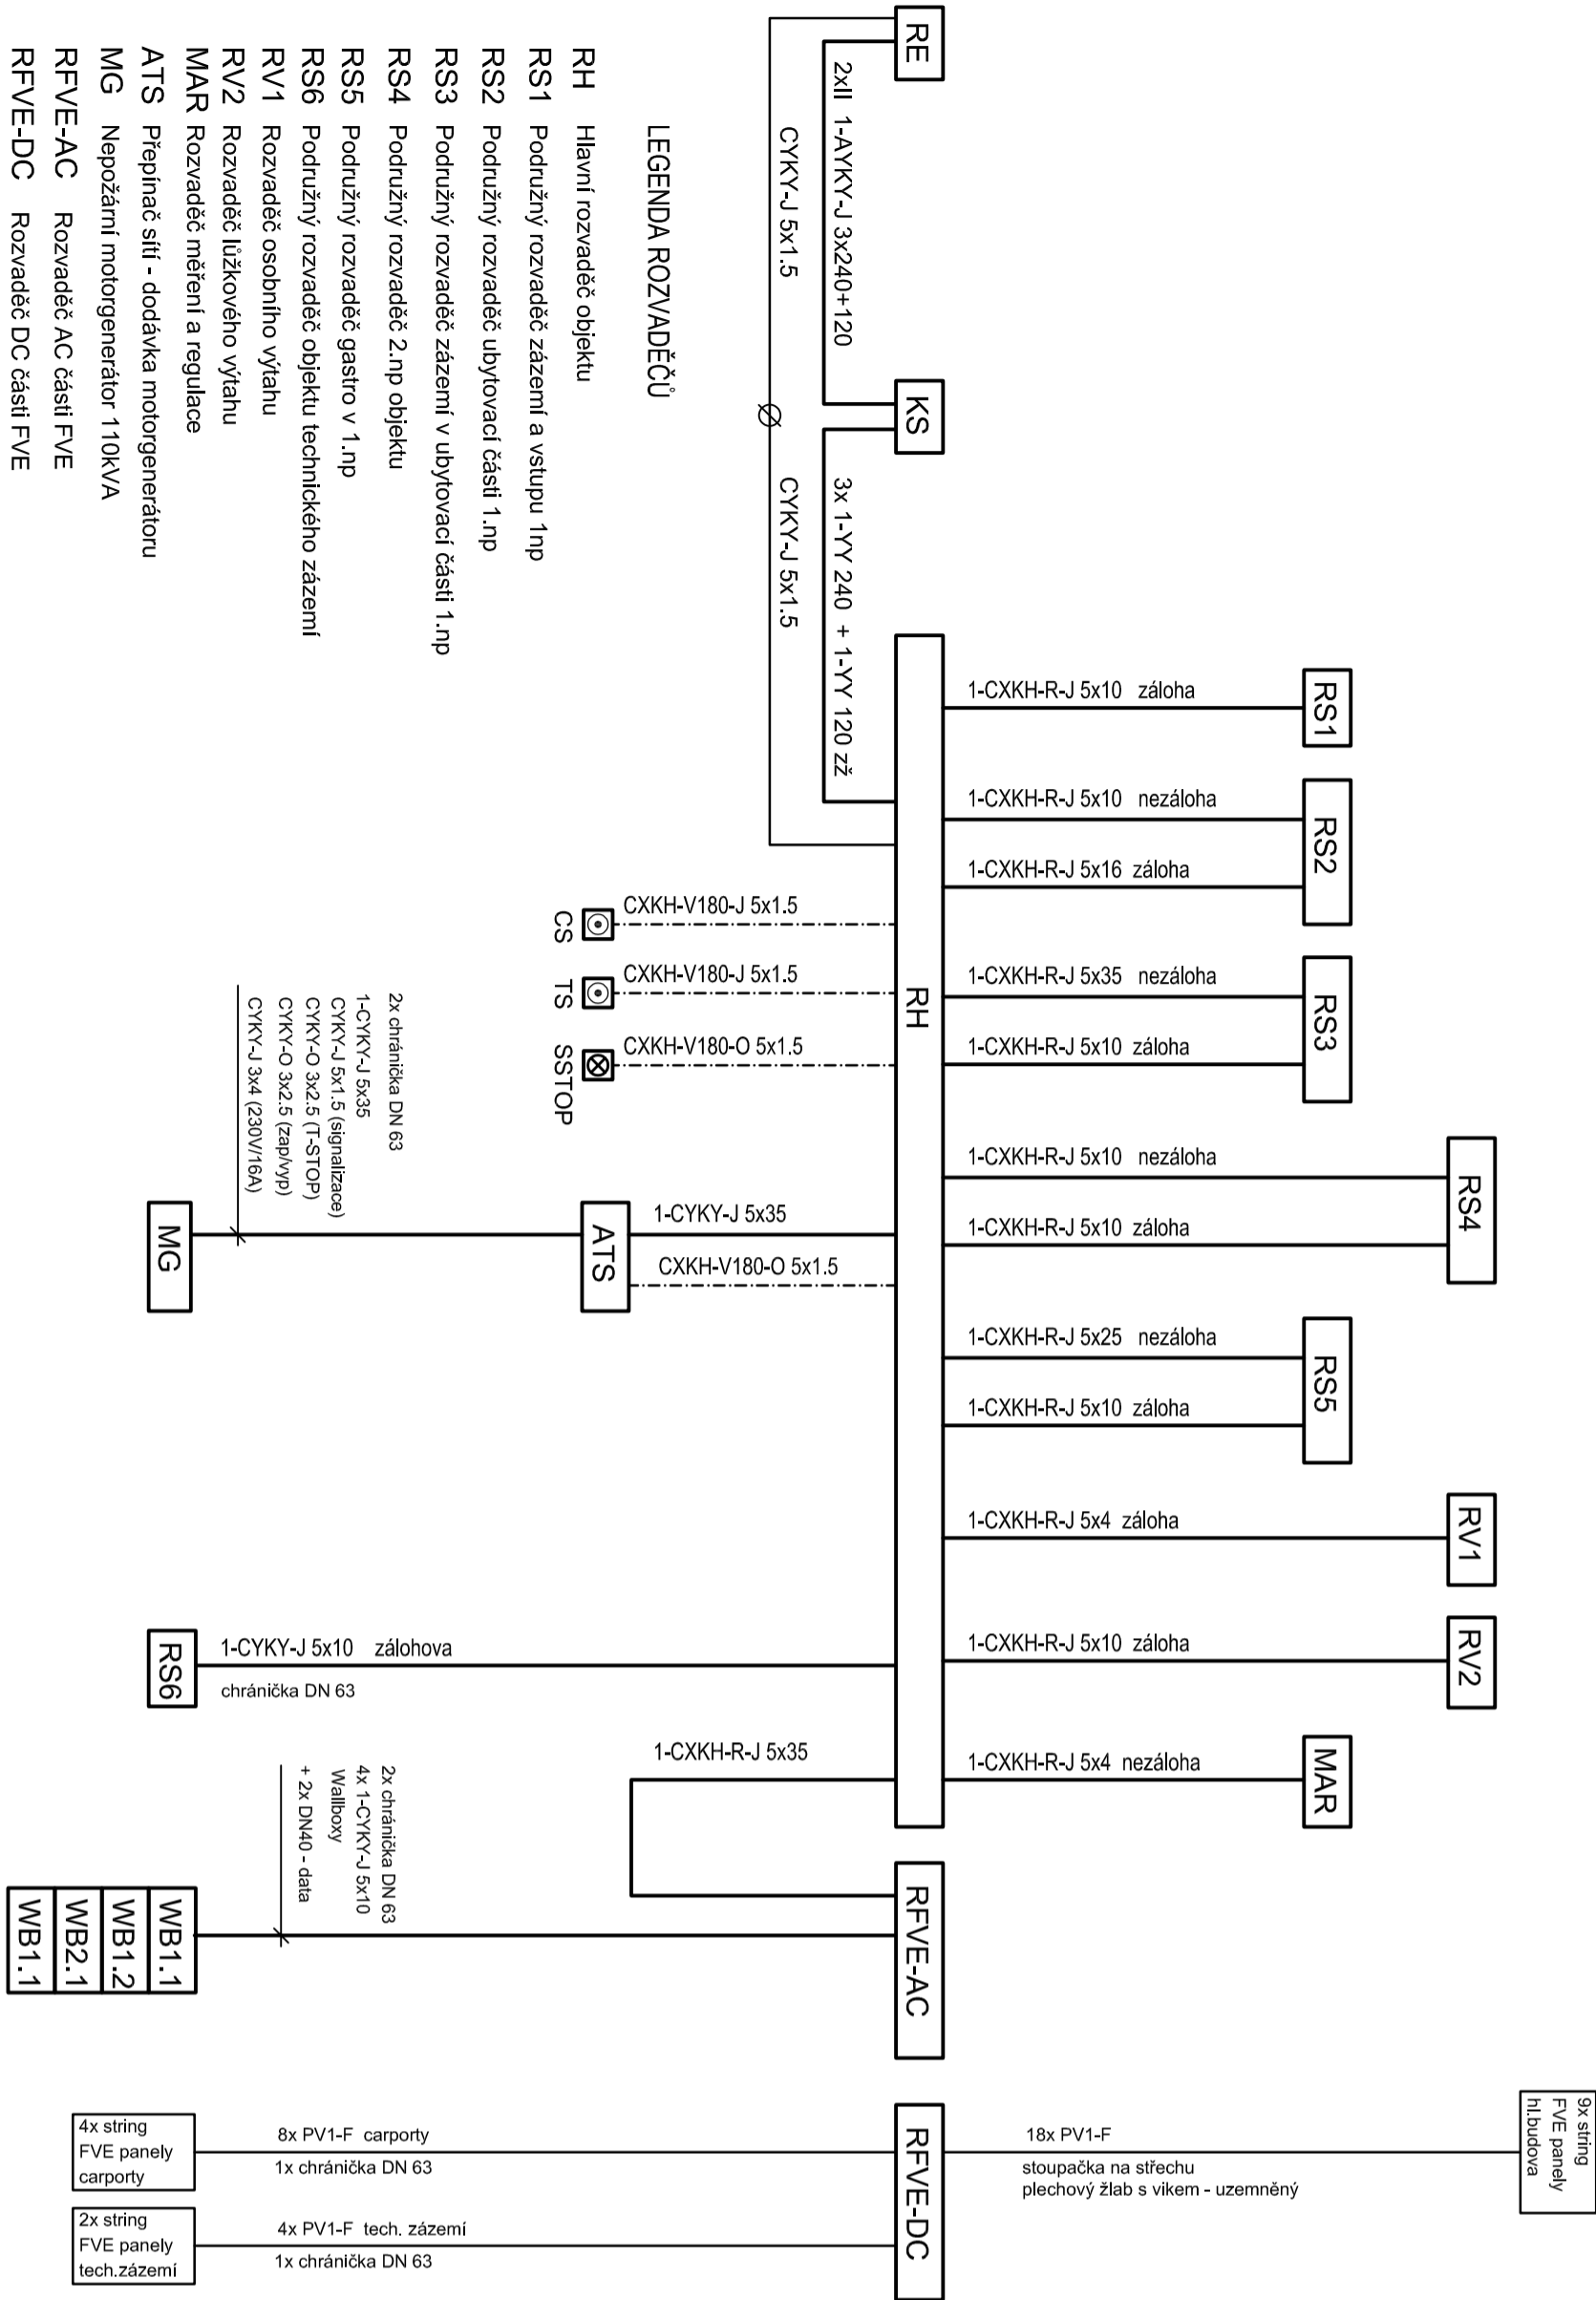 RE
2xII 1-AYKY-J 3x240+120
CYKY-J 5x1.5
KS
3x 1-YY 240 + 1-YY 120 zž
CYKY-J 5x1.5
RH
RS1
1-CXKH-R-J 5x10 záloha
RS2
1-CXKH-R-J 5x10 nezáloha
1-CXKH-R-J 5x16 záloha
RS3
1-CXKH-R-J 5x35 nezáloha
1-CXKH-R-J 5x10 záloha
RS4
1-CXKH-R-J 5x10 nezáloha
1-CXKH-R-J 5x10 záloha
RS5
1-CXKH-R-J 5x25 nezáloha
1-CXKH-R-J 5x10 záloha
RV1
1-CXKH-R-J 5x4 záloha
RV2
1-CXKH-R-J 5x10 záloha
MAR
1-CXKH-R-J 5x4 nezáloha
CXKH-V180-J 5x1.5
CS
CXKH-V180-J 5x1.5
TS
CXKH-V180-O 5x1.5
SSTOP
1-CYKY-J 5x35
CXKH-V180-O 5x1.5
ATS
2x chránička DN 63
1-CYKY-J 5x35
CYKY-J 5x1.5 (signalizace)
CYKY-O 3x2.5 (T-STOP)
CYKY-O 3x2.5 (zap/vyp)
CYKY-J 3x4 (230V/16A)
MG
1-CYKY-J 5x10 zálohova
chránička DN 63
RS6
1-CXKH-R-J 5x35
RFVE-AC
2x chránička DN 63
4x 1-CYKY-J 5x10
Wallboxy
+ 2x DN40 - data
WB1.1
WB1.2
WB2.1
WB1.1
RFVE-DC
9x string
FVE panely
hl.budova
18x PV1-F
stoupačka na střechu
plechový žlab s vikem - uzemněný
8x PV1-F carporty
1x chránička DN 63
4x string
FVE panely
carporty
4x PV1-F tech. zázemí
1x chránička DN 63
2x string
FVE panely
tech.zázemí
LEGENDA ROZVADĚČŮ
RH Hlavní rozvaděč objektu
RS1 Podružný rozvaděč zázemí a vstupu 1np
RS2 Podružný rozvaděč ubytovací části 1.np
RS3 Podružný rozvaděč zázemí v ubytovací části 1.np
RS4 Podružný rozvaděč 2.np objektu
RS5 Podružný rozvaděč gastro v 1.np
RS6 Podružný rozvaděč objektu technického zázemí
RV1 Rozvaděč osobního výtahu
RV2 Rozvaděč lůžkového výtahu
MAR Rozvaděč měření a regulace
ATS Přepínač sítí - dodávka motorgenerátoru
MG Nepožární motorgenerátor 110kVA
RFVE-AC Rozvaděč AC části FVE
RFVE-DC Rozvaděč DC části FVE